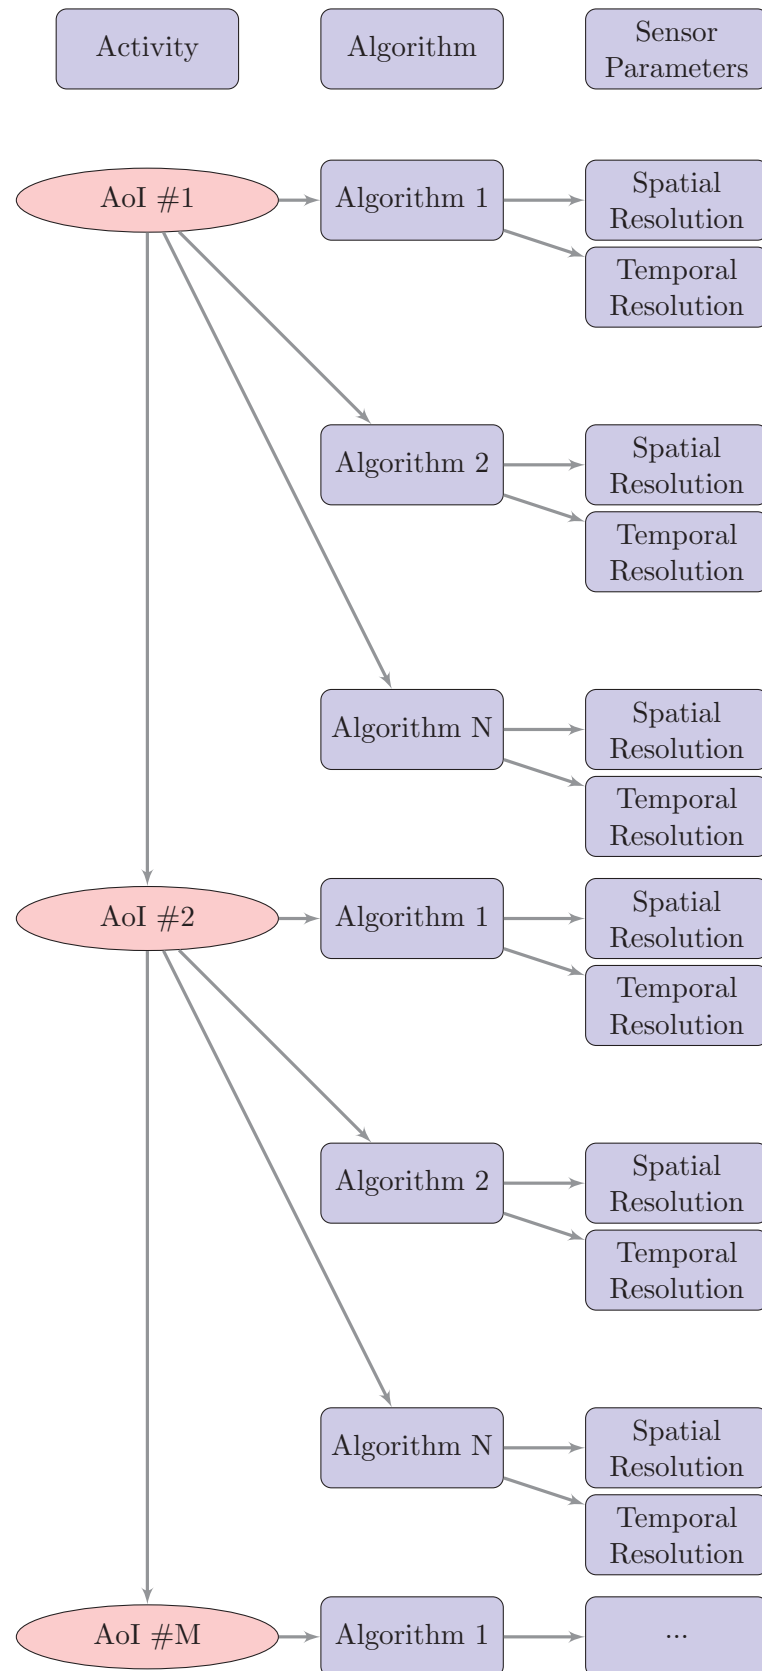 Activity
Algorithm
Sensor
Parameters
AoI #1
Algorithm 1
Spatial
Resolution
Temporal
Resolution
Algorithm 2
Spatial
Resolution
Temporal
Resolution
Algorithm N
Spatial
Resolution
Temporal
Resolution
AoI #2
Algorithm 1
Spatial
Resolution
Temporal
Resolution
Algorithm 2
Spatial
Resolution
Temporal
Resolution
Algorithm N
Spatial
Resolution
Temporal
Resolution
AoI #M
Algorithm 1
...